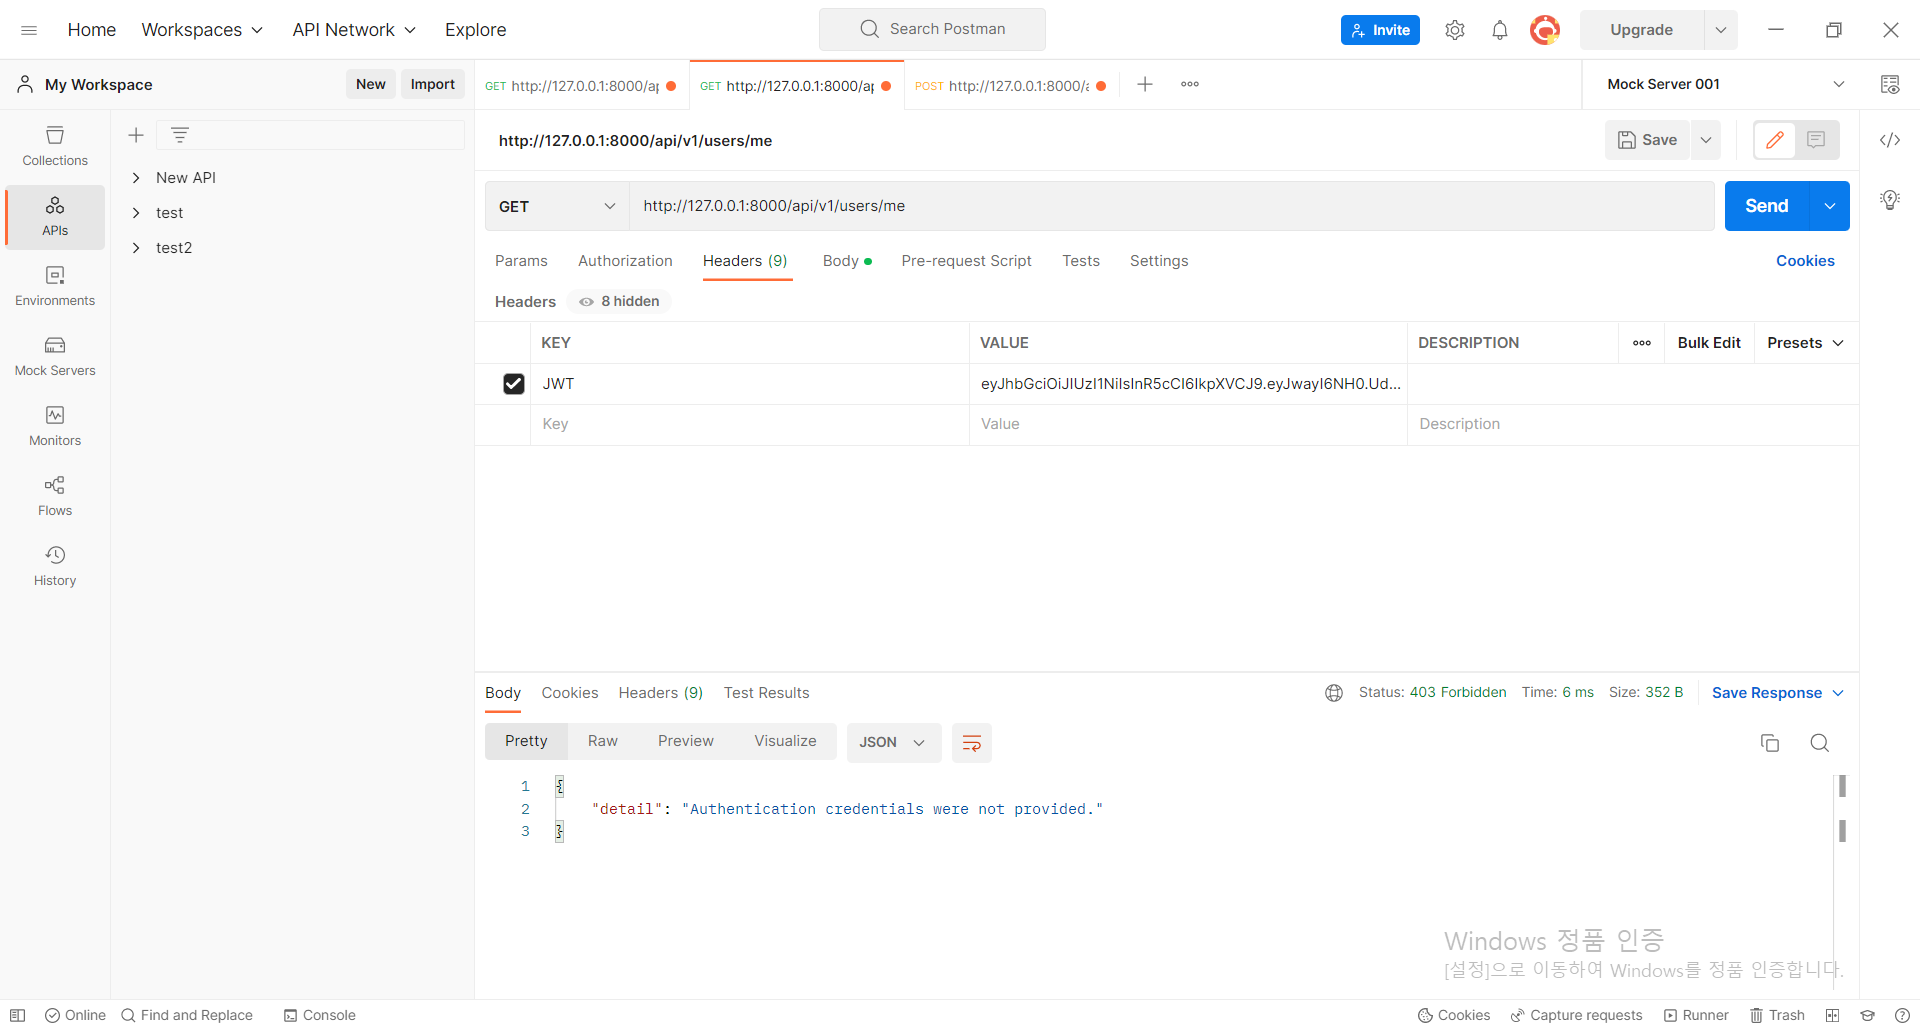 Home Workspaces API Network Explore Search Postman Invite Upgrade
My Workspace New Import GET http://127.0.0.1:8000/ap GET http://127.0.0.1:8000/ap POST http://127.0.0.1:8000/a Mock Server 001
http://127.0.0.1:8000/api/v1/users/me Save
Collections
New API
APIs
test
test2
Environments
Mock Servers
Monitors
Flows
History
GET http://127.0.0.1:8000/api/v1/users/me Send
Params Authorization Headers (9) Body Pre-request Script Tests Settings Cookies
Headers 8 hidden
KEY VALUE DESCRIPTION Bulk Edit Presets
JWT eyJhbGciOiJIUzI1NiIsInR5cCI6IkpXVCJ9.eyJwayI6NH0.Ud...
Key Value Description
Body Cookies Headers (9) Test Results Status: 403 Forbidden Time: 6 ms Size: 352 B Save Response
Pretty Raw Preview Visualize JSON
1 {
2 "detail": "Authentication credentials were not provided."
3 }
Windows 정품 인증
[설정]으로 이동하여 Windows를 정품 인증합니다.
Online Find and Replace Console Cookies Capture requests Runner Trash